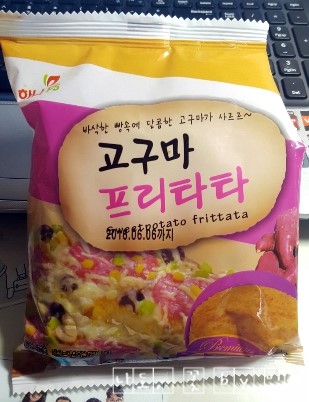 바삭한 빵속에 달콤한 고구마가 사르르~
고구마
프리타타
sweet potato frittata
2016.06.06까지
Premium